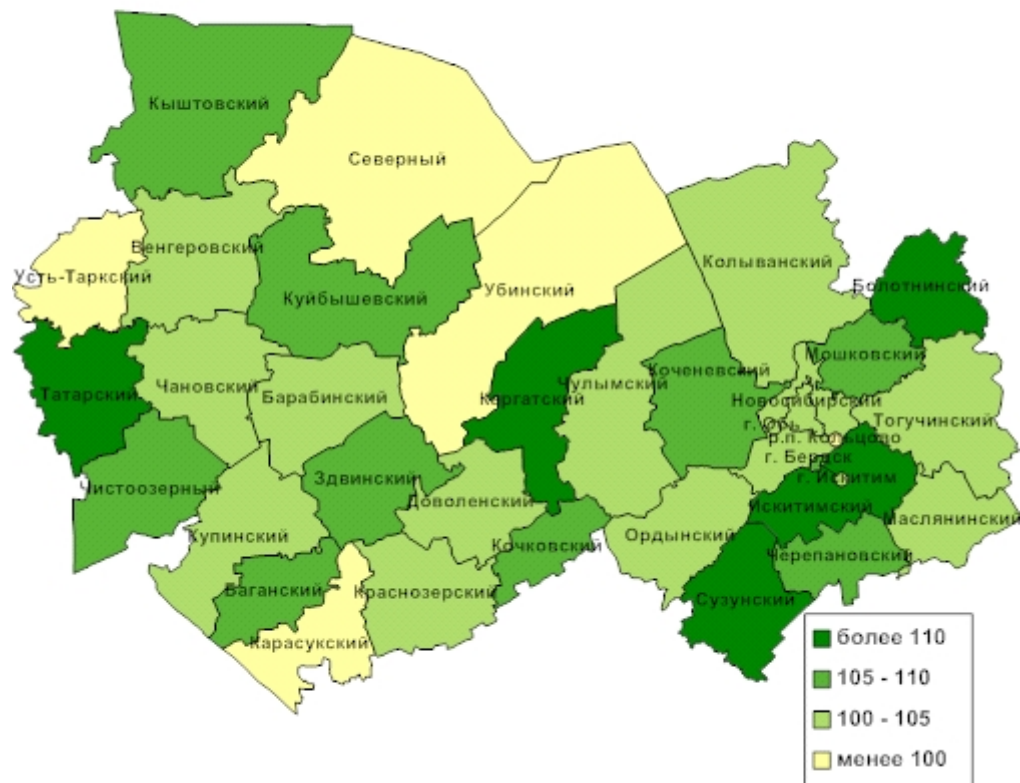 Кыштовский
Северный
Венгеровский
Усть-Таркский
Колыванский
Болотнинский
Убинский
Куйбышевский
Мошковский
Коченевский
Чулымский
Каргатский
Чановский
Татарский
Барабинский
Новосибирский
Тогучинский
г. Обь
р.п. Кольцово
г. Бердск
г. Искитим
Здвинский
Чистоозерный
Доволенский
Искитимский
Маслянинский
Купинский
Ордынский
Кочковский
Черепановский
Баганский
Краснозерский
Сузунский
Карасукский
более 110
105 - 110
100 - 105
менее 100